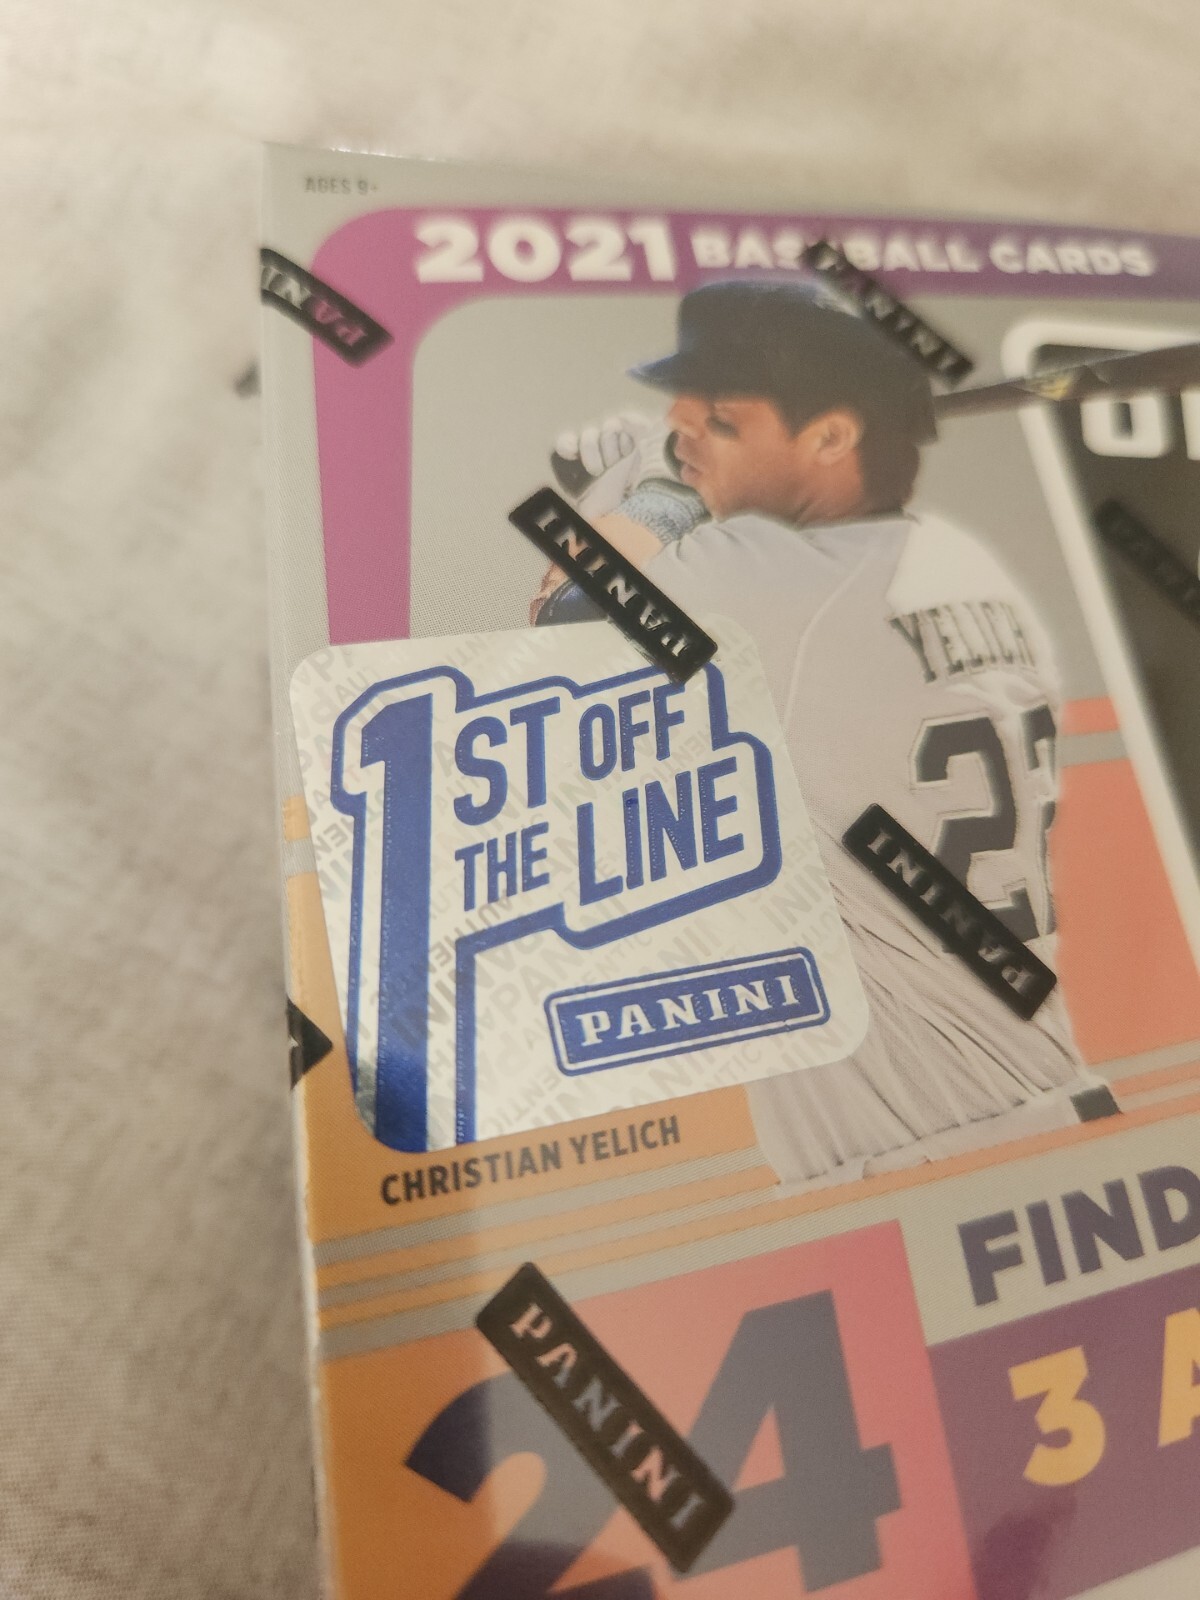 AGES 9+
2021 BASEBALL CARDS
PANINI
PANINI
PANINI
YELICH
22
1ST OFF
THE LINE
PANINI
PANINI
CHRISTIAN YELICH
FIND
24
3 A
PANINI